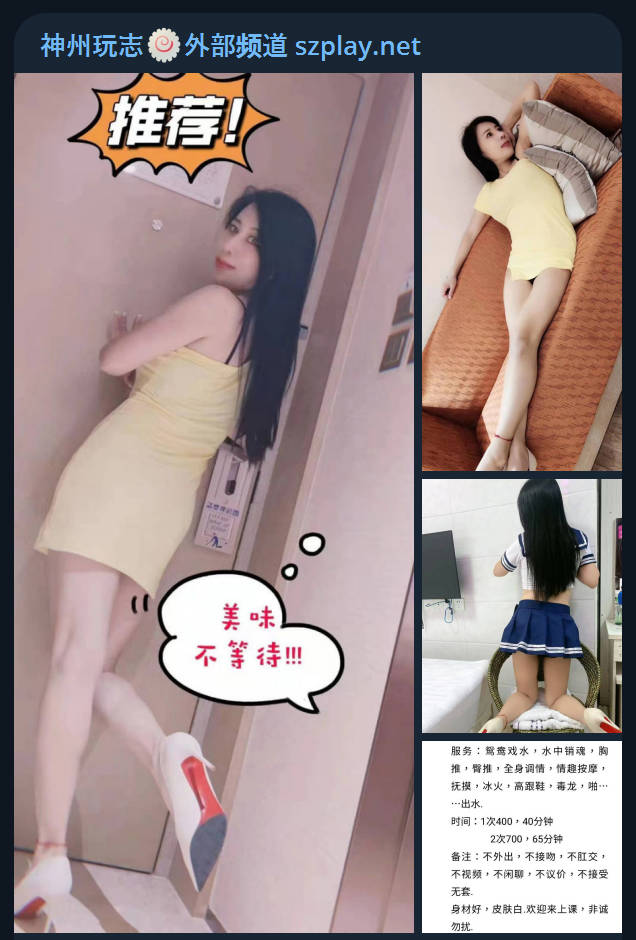 神州玩志🍥外部频道 szplay.net
推荐!
美味
不等待!!!
服务：鸳鸯戏水，水中销魂，胸
推，臀推，全身调情，情趣按摩，
抚摸，冰火，高跟鞋，毒龙，啪…
…出水.
时间：1次400，40分钟
2次700，65分钟
备注：不外出，不接吻，不肛交，
不视频，不闲聊，不议价，不接受
无套.
身材好，皮肤白.欢迎来上课，非诚
勿扰.